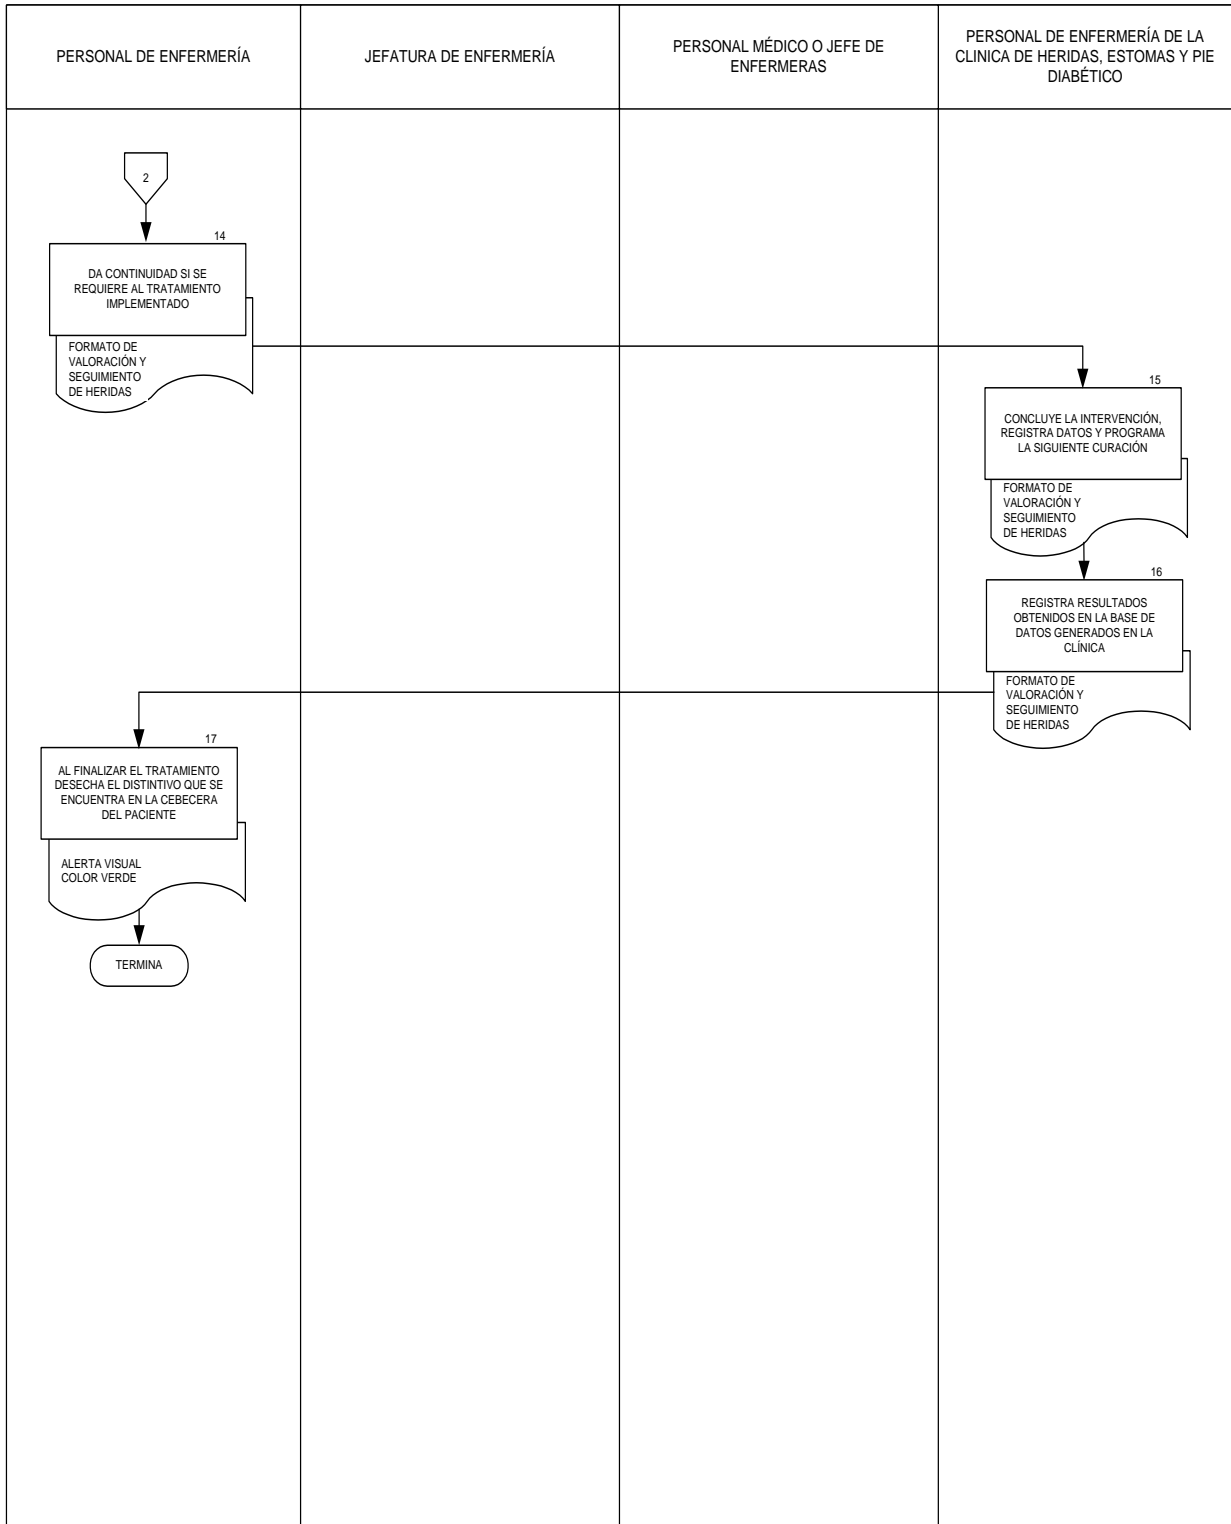 PERSONAL DE ENFERMERÍA
JEFATURA DE ENFERMERÍA
PERSONAL MÉDICO O JEFE DE
ENFERMERAS
PERSONAL DE ENFERMERÍA DE LA
CLINICA DE HERIDAS, ESTOMAS Y PIE
DIABÉTICO
2
14
DA CONTINUIDAD SI SE
REQUIERE AL TRATAMIENTO
IMPLEMENTADO
FORMATO DE
VALORACIÓN Y
SEGUIMIENTO
DE HERIDAS
15
CONCLUYE LA INTERVENCIÓN,
REGISTRA DATOS Y PROGRAMA
LA SIGUIENTE CURACIÓN
FORMATO DE
VALORACIÓN Y
SEGUIMIENTO
DE HERIDAS
16
REGISTRA RESULTADOS
OBTENIDOS EN LA BASE DE
DATOS GENERADOS EN LA
CLÍNICA
FORMATO DE
VALORACIÓN Y
SEGUIMIENTO
DE HERIDAS
17
AL FINALIZAR EL TRATAMIENTO
DESECHA EL DISTINTIVO QUE SE
ENCUENTRA EN LA CEBECERA
DEL PACIENTE
ALERTA VISUAL
COLOR VERDE
TERMINA